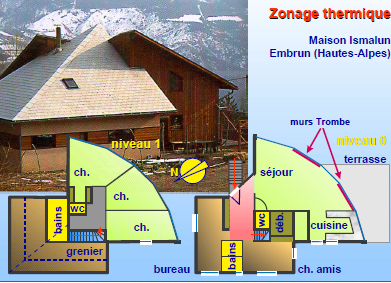 Zonage thermique
Maison Ismalun
Embrun (Hautes-Alpes)
murs Trombe
niveau 1
niveau 0
terrasse
ch.
N
séjour
ch.
bains
wc
wc
déb.
ch.
cuisine
grenier
bains
bureau
ch. amis